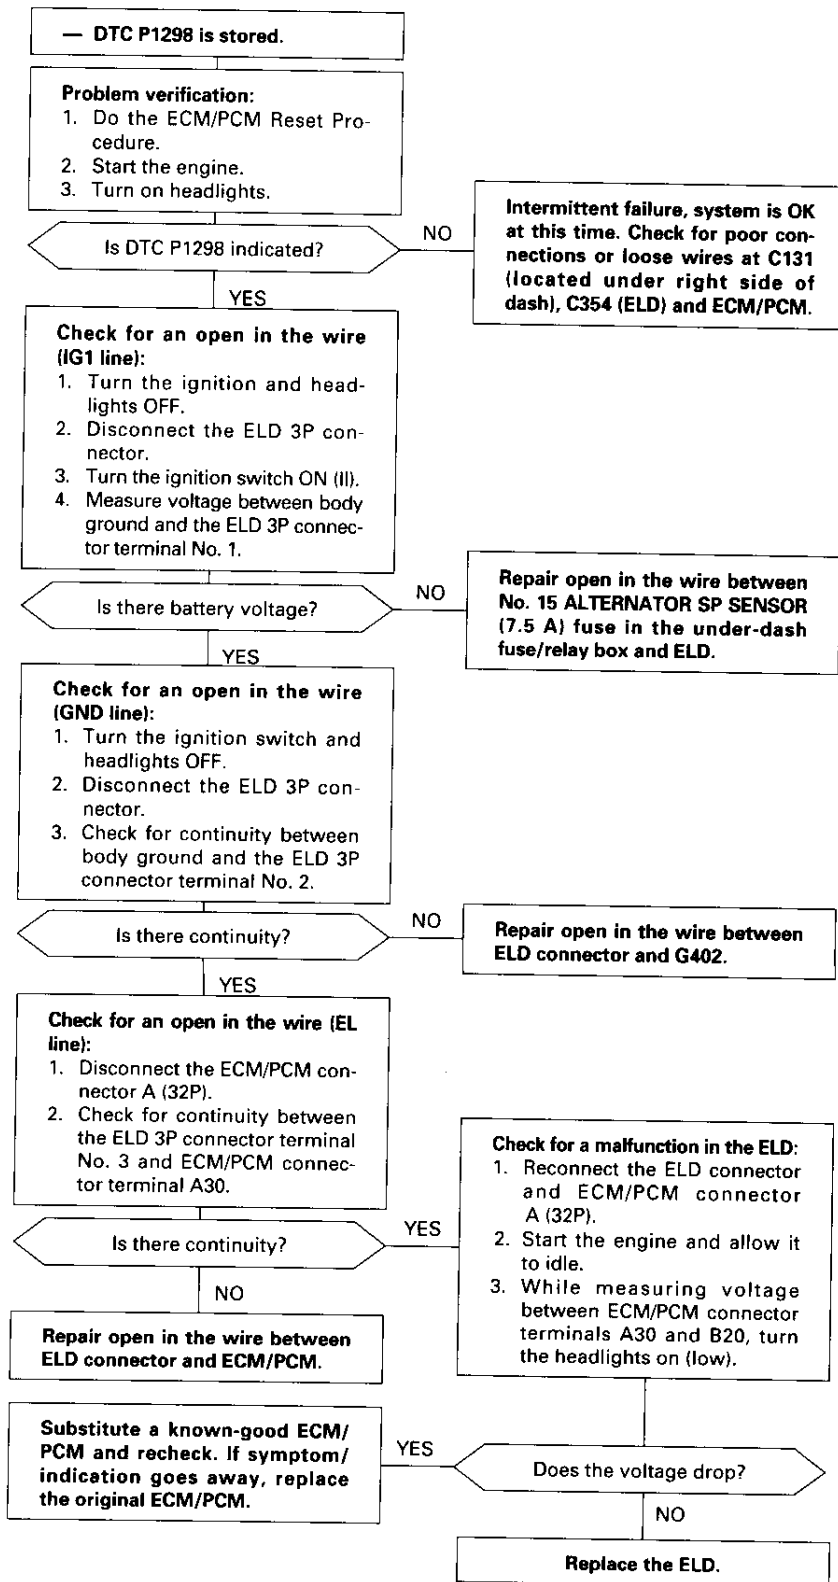 — DTC P1298 is stored.
Problem verification:
1. Do the ECM/PCM Reset Pro-
cedure.
2. Start the engine.
3. Turn on headlights.
Is DTC P1298 indicated?
NO
Intermittent failure, system is OK
at this time. Check for poor con-
nections or loose wires at C131
(located under right side of
dash), C354 (ELD) and ECM/PCM.
YES
Check for an open in the wire
(IG1 line):
1. Turn the ignition and head-
lights OFF.
2. Disconnect the ELD 3P con-
nector.
3. Turn the ignition switch ON (II).
4. Measure voltage between body
ground and the ELD 3P connec-
tor terminal No. 1.
Is there battery voltage?
NO
Repair open in the wire between
No. 15 ALTERNATOR SP SENSOR
(7.5 A) fuse in the under-dash
fuse/relay box and ELD.
YES
Check for an open in the wire
(GND line):
1. Turn the ignition switch and
headlights OFF.
2. Disconnect the ELD 3P con-
nector.
3. Check for continuity between
body ground and the ELD 3P
connector terminal No. 2.
Is there continuity?
NO
Repair open in the wire between
ELD connector and G402.
YES
Check for an open in the wire (EL
line):
1. Disconnect the ECM/PCM con-
nector A (32P).
2. Check for continuity between
the ELD 3P connector terminal
No. 3 and ECM/PCM connec-
tor terminal A30.
Is there continuity?
YES
Check for a malfunction in the ELD:
1. Reconnect the ELD connector
and ECM/PCM connector
A (32P).
2. Start the engine and allow it
to idle.
3. While measuring voltage
between ECM/PCM connector
terminals A30 and B20, turn
the headlights on (low).
NO
Repair open in the wire between
ELD connector and ECM/PCM.
Does the voltage drop?
YES
Substitute a known-good ECM/
PCM and recheck. If symptom/
indication goes away, replace
the original ECM/PCM.
NO
Replace the ELD.